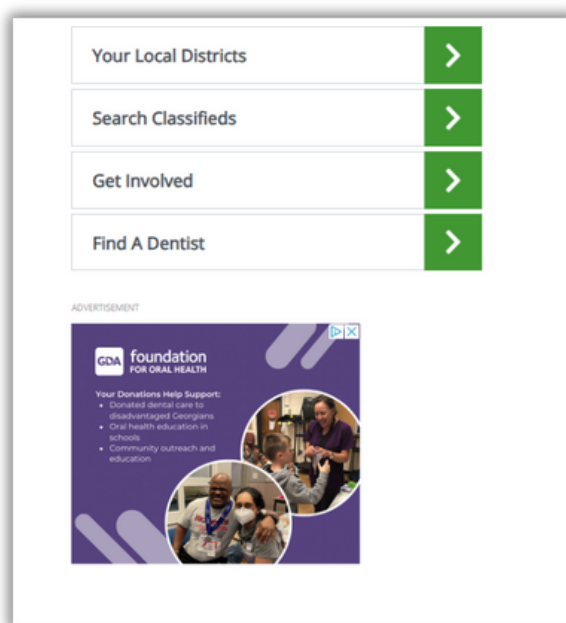 Your Local Districts
Search Classifieds
Get Involved
Find A Dentist
ADVERTISEMENT
GDA foundation
FOR ORAL HEALTH
Your Donations Help Support:
• Donated dental care to
disadvantaged Georgians
• Oral health education in
schools
• Community outreach and
education